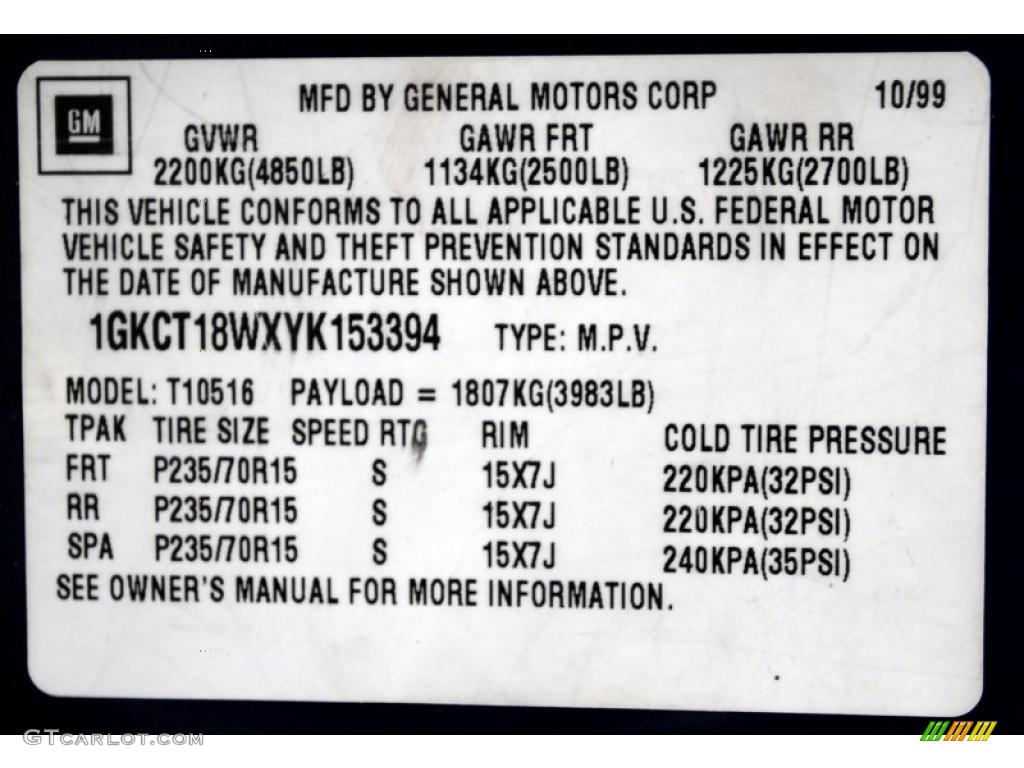 MFD BY GENERAL MOTORS CORP 10/99
GM
GVWR GAWR FRT GAWR RR
2200KG(4850LB) 1134KG(2500LB) 1225KG(2700LB)
THIS VEHICLE CONFORMS TO ALL APPLICABLE U.S. FEDERAL MOTOR
VEHICLE SAFETY AND THEFT PREVENTION STANDARDS IN EFFECT ON
THE DATE OF MANUFACTURE SHOWN ABOVE.
1GKCT18WXYK153394 TYPE: M.P.V.
MODEL: T10516 PAYLOAD = 1807KG(3983LB)
TPAK TIRE SIZE SPEED RTG RIM COLD TIRE PRESSURE
FRT P235/70R15 S 15X7J 220KPA(32PSI)
RR P235/70R15 S 15X7J 220KPA(32PSI)
SPA P235/70R15 S 15X7J 240KPA(35PSI)
SEE OWNER'S MANUAL FOR MORE INFORMATION.
GTCARLOT.COM